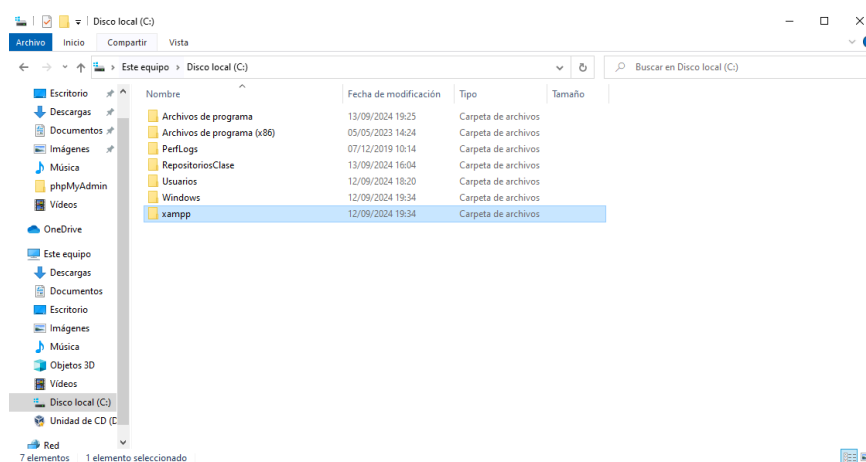 Disco local (C:)
Archivo Inicio Compartir Vista
Este equipo Disco local (C:) Buscar en Disco local (C:)
Nombre Fecha de modificación Tipo Tamaño
Archivos de programa 13/09/2024 19:25 Carpeta de archivos
Archivos de programa (x86) 05/05/2023 14:24 Carpeta de archivos
PerfLogs 07/12/2019 10:14 Carpeta de archivos
RepositoriosClase 13/09/2024 16:04 Carpeta de archivos
Usuarios 12/09/2024 18:20 Carpeta de archivos
Windows 12/09/2024 19:34 Carpeta de archivos
xampp 12/09/2024 19:34 Carpeta de archivos
Escritorio
Descargas
Documentos
Imágenes
Música
phpMyAdmin
Vídeos
OneDrive
Este equipo
Descargas
Documentos
Escritorio
Imágenes
Música
Objetos 3D
Vídeos
Disco local (C:)
Unidad de CD (D
Red
7 elementos 1 elemento seleccionado